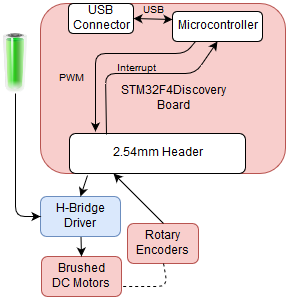 USB
Connector
USB
Microcontroller
PWM
Interrupt
STM32F4Discovery
Board
2.54mm Header
H-Bridge
Driver
Rotary
Encoders
Brushed
DC Motors